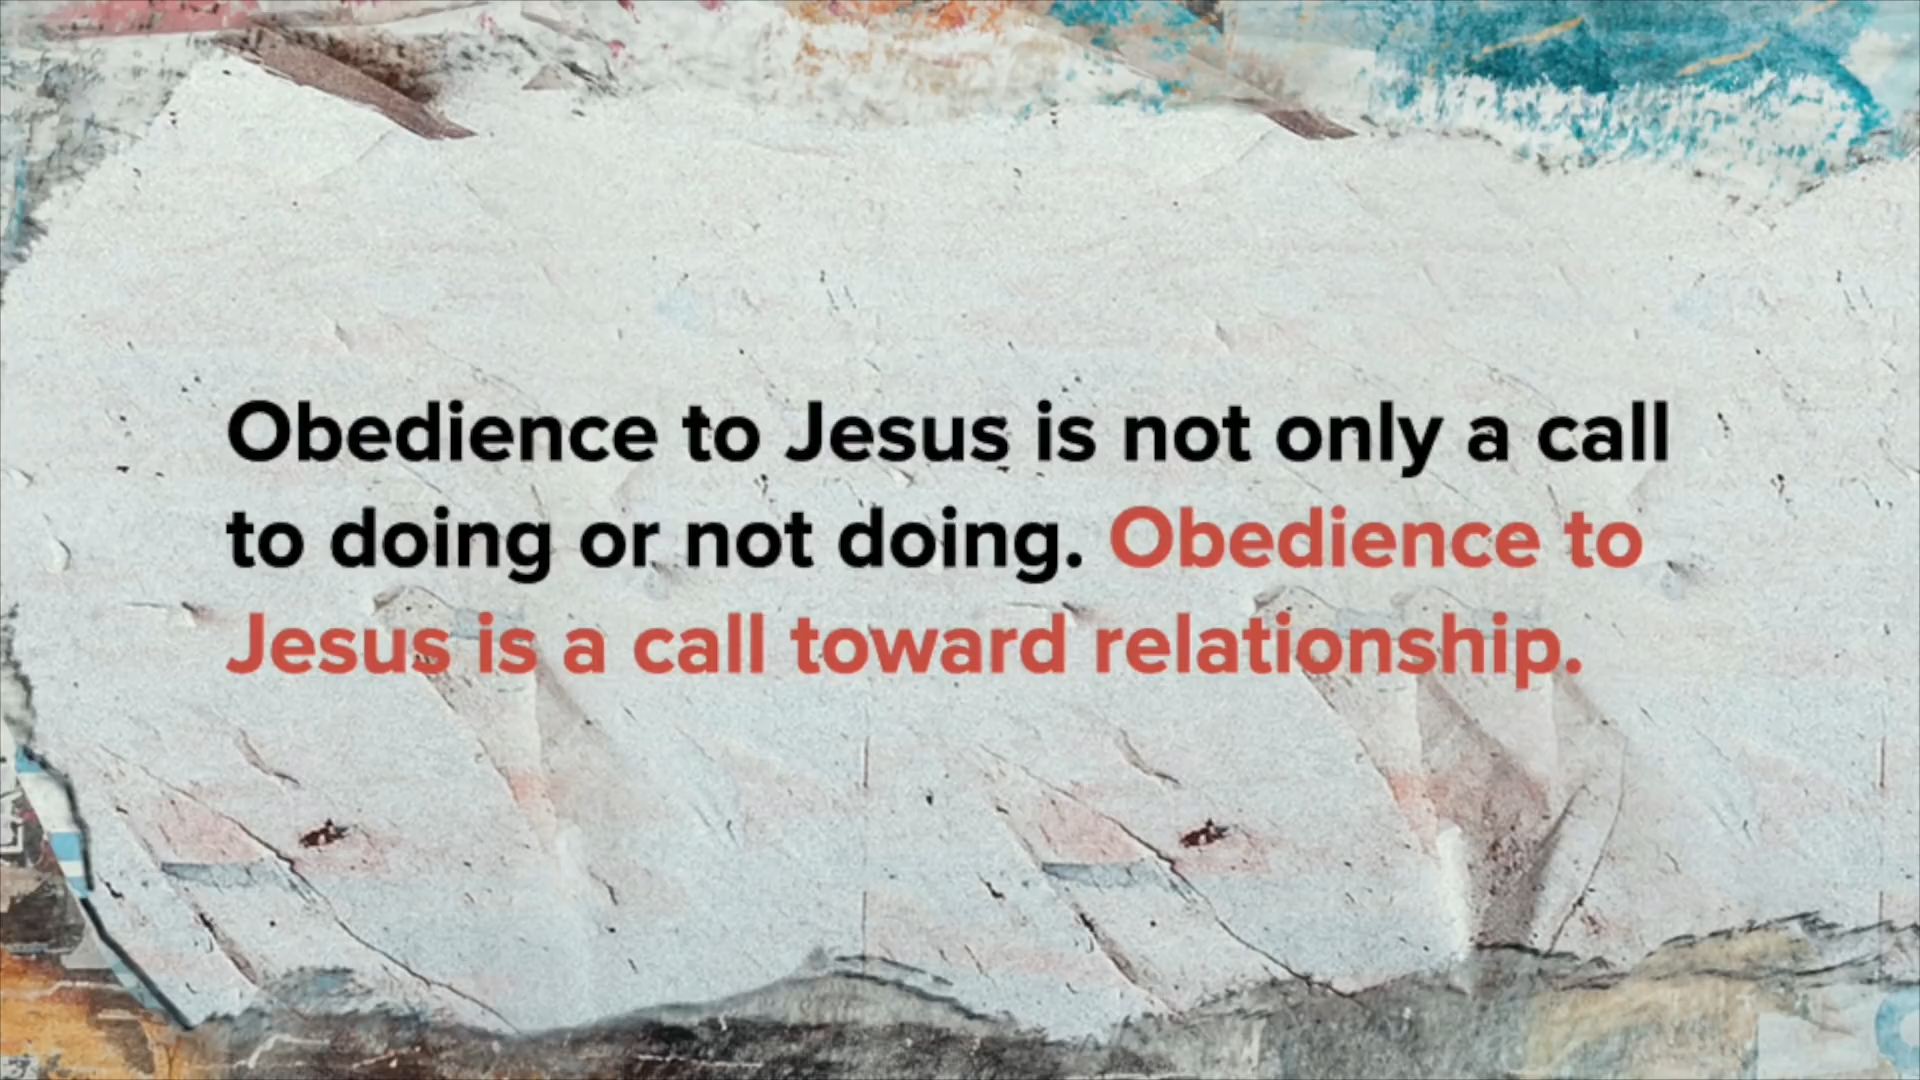 Obedience to Jesus is not only a call
to doing or not doing. Obedience to
Jesus is a call toward relationship.